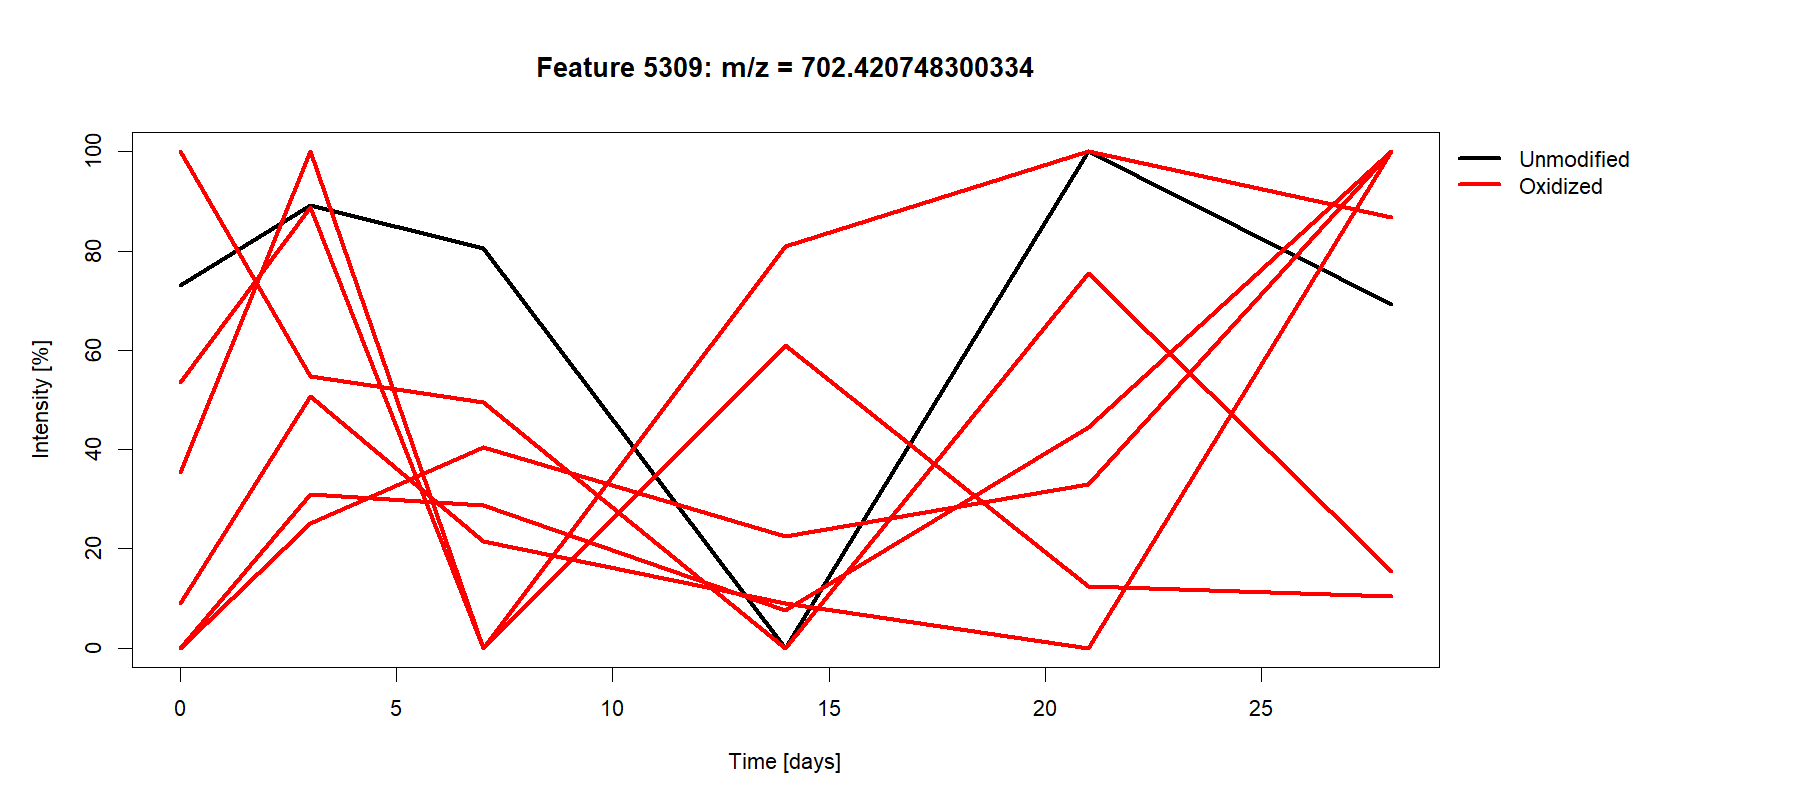 Feature 5309: m/z = 702.420748300334
Unmodified
Oxidized
Intensity [%]
100
80
60
40
20
0
0 5 10 15 20 25
Time [days]